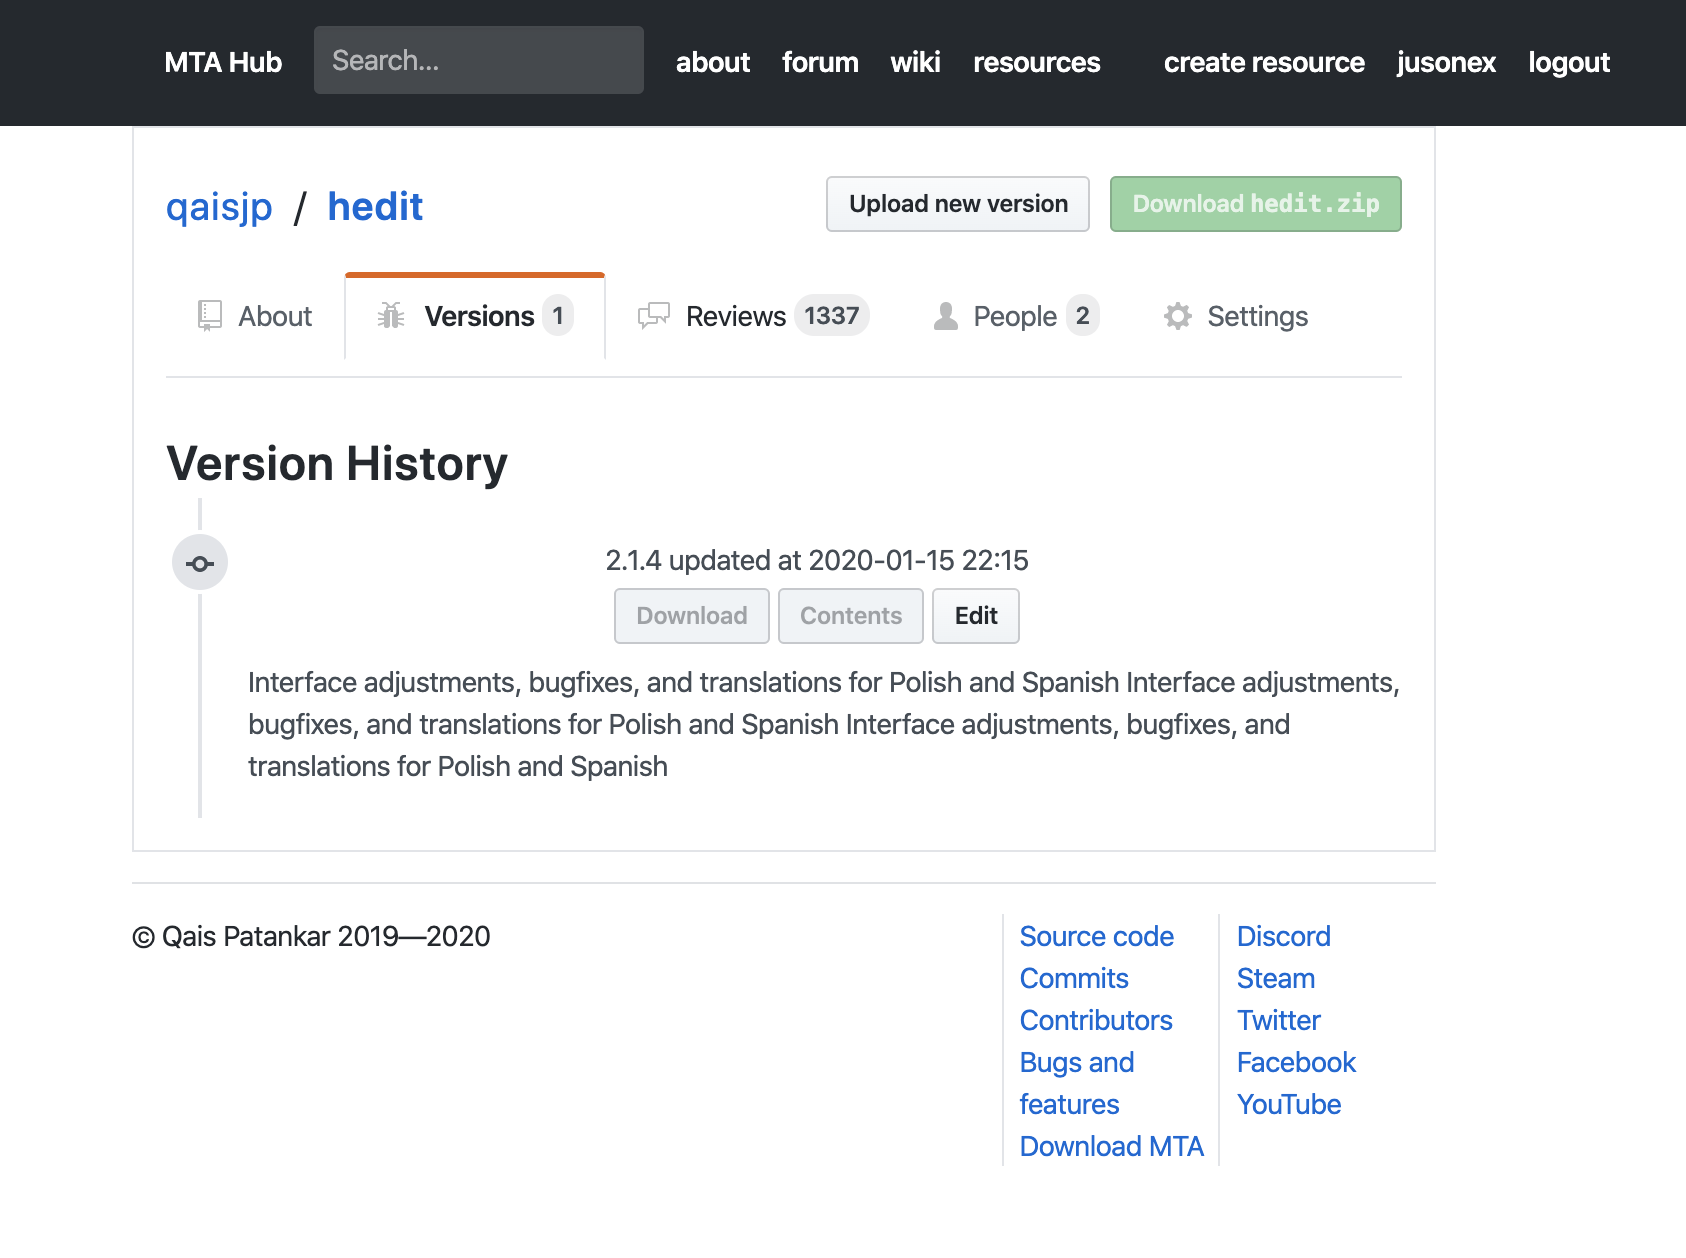 MTA Hub Search... about forum wiki resources create resource jusonex logout
qaisjp / hedit Upload new version Download hedit.zip
About Versions 1 Reviews 1337 People 2 Settings
Version History
2.1.4 updated at 2020-01-15 22:15
Download Contents Edit
Interface adjustments, bugfixes, and translations for Polish and Spanish Interface adjustments,
bugfixes, and translations for Polish and Spanish Interface adjustments, bugfixes, and
translations for Polish and Spanish
© Qais Patankar 2019—2020
Source code
Commits
Contributors
Bugs and
features
Download MTA
Discord
Steam
Twitter
Facebook
YouTube